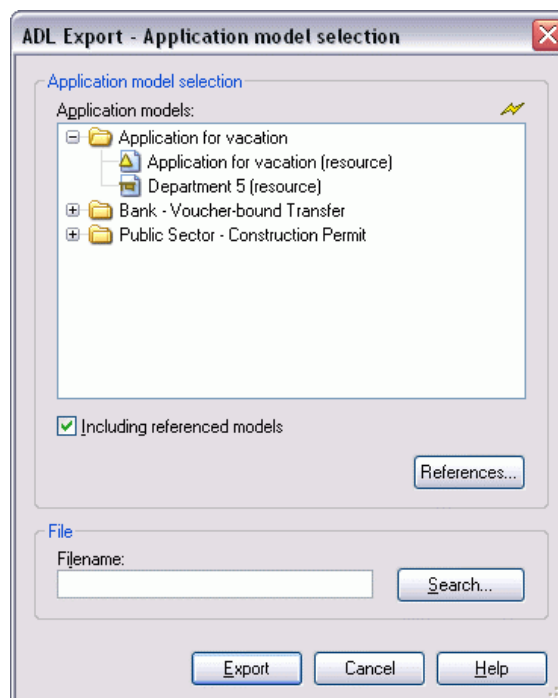 ADL Export - Application model selection
Application model selection
Application models:
Application for vacation
Application for vacation (resource)
Department 5 (resource)
Bank - Voucher-bound Transfer
Public Sector - Construction Permit
Including referenced models
References...
File
Filename:
Search...
Export Cancel Help